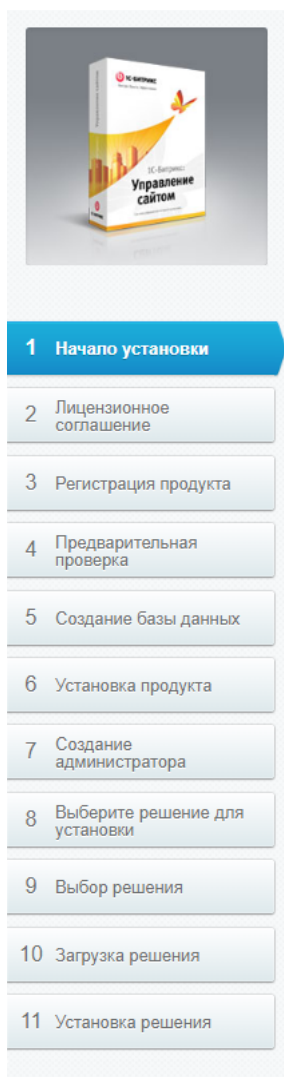 1С-БИТРИКС
1С-Битрикс:
Управление
сайтом
1 Начало установки
2 Лицензионное
соглашение
3 Регистрация продукта
4 Предварительная
проверка
5 Создание базы данных
6 Установка продукта
7 Создание
администратора
8 Выберите решение для
установки
9 Выбор решения
10 Загрузка решения
11 Установка решения